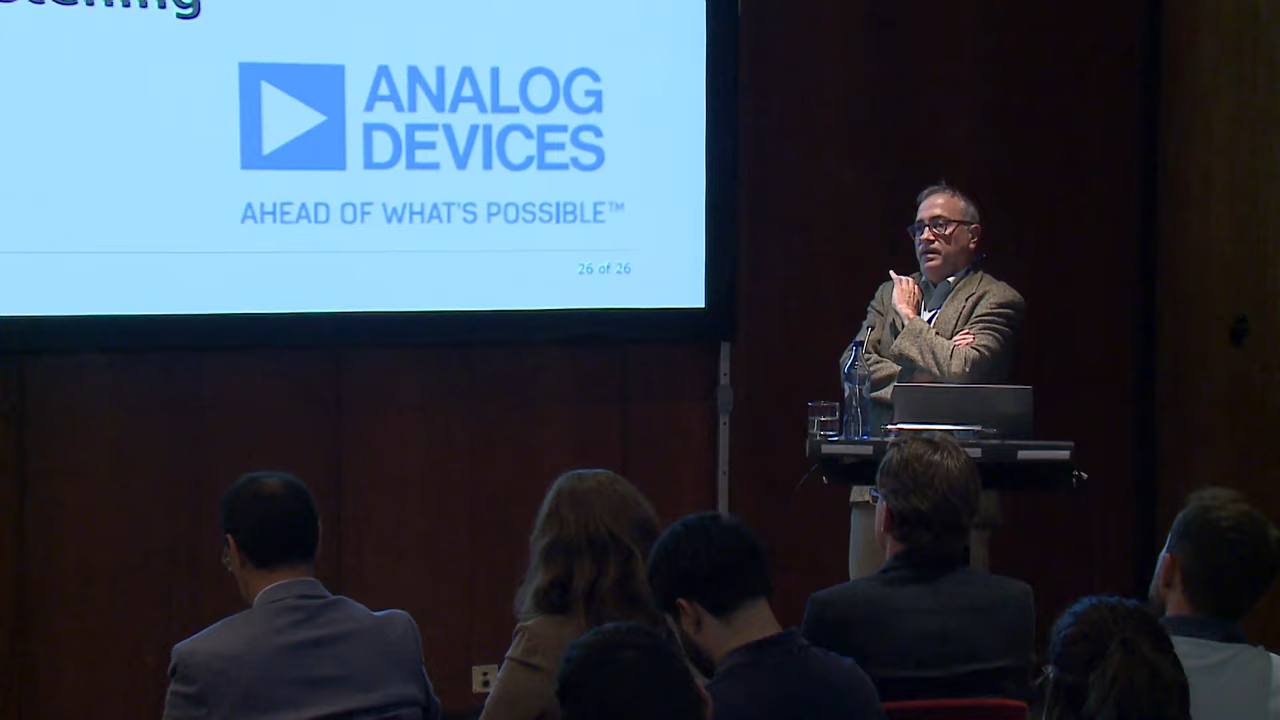 ANALOG
DEVICES
AHEAD OF WHAT'S POSSIBLE™
26 of 26